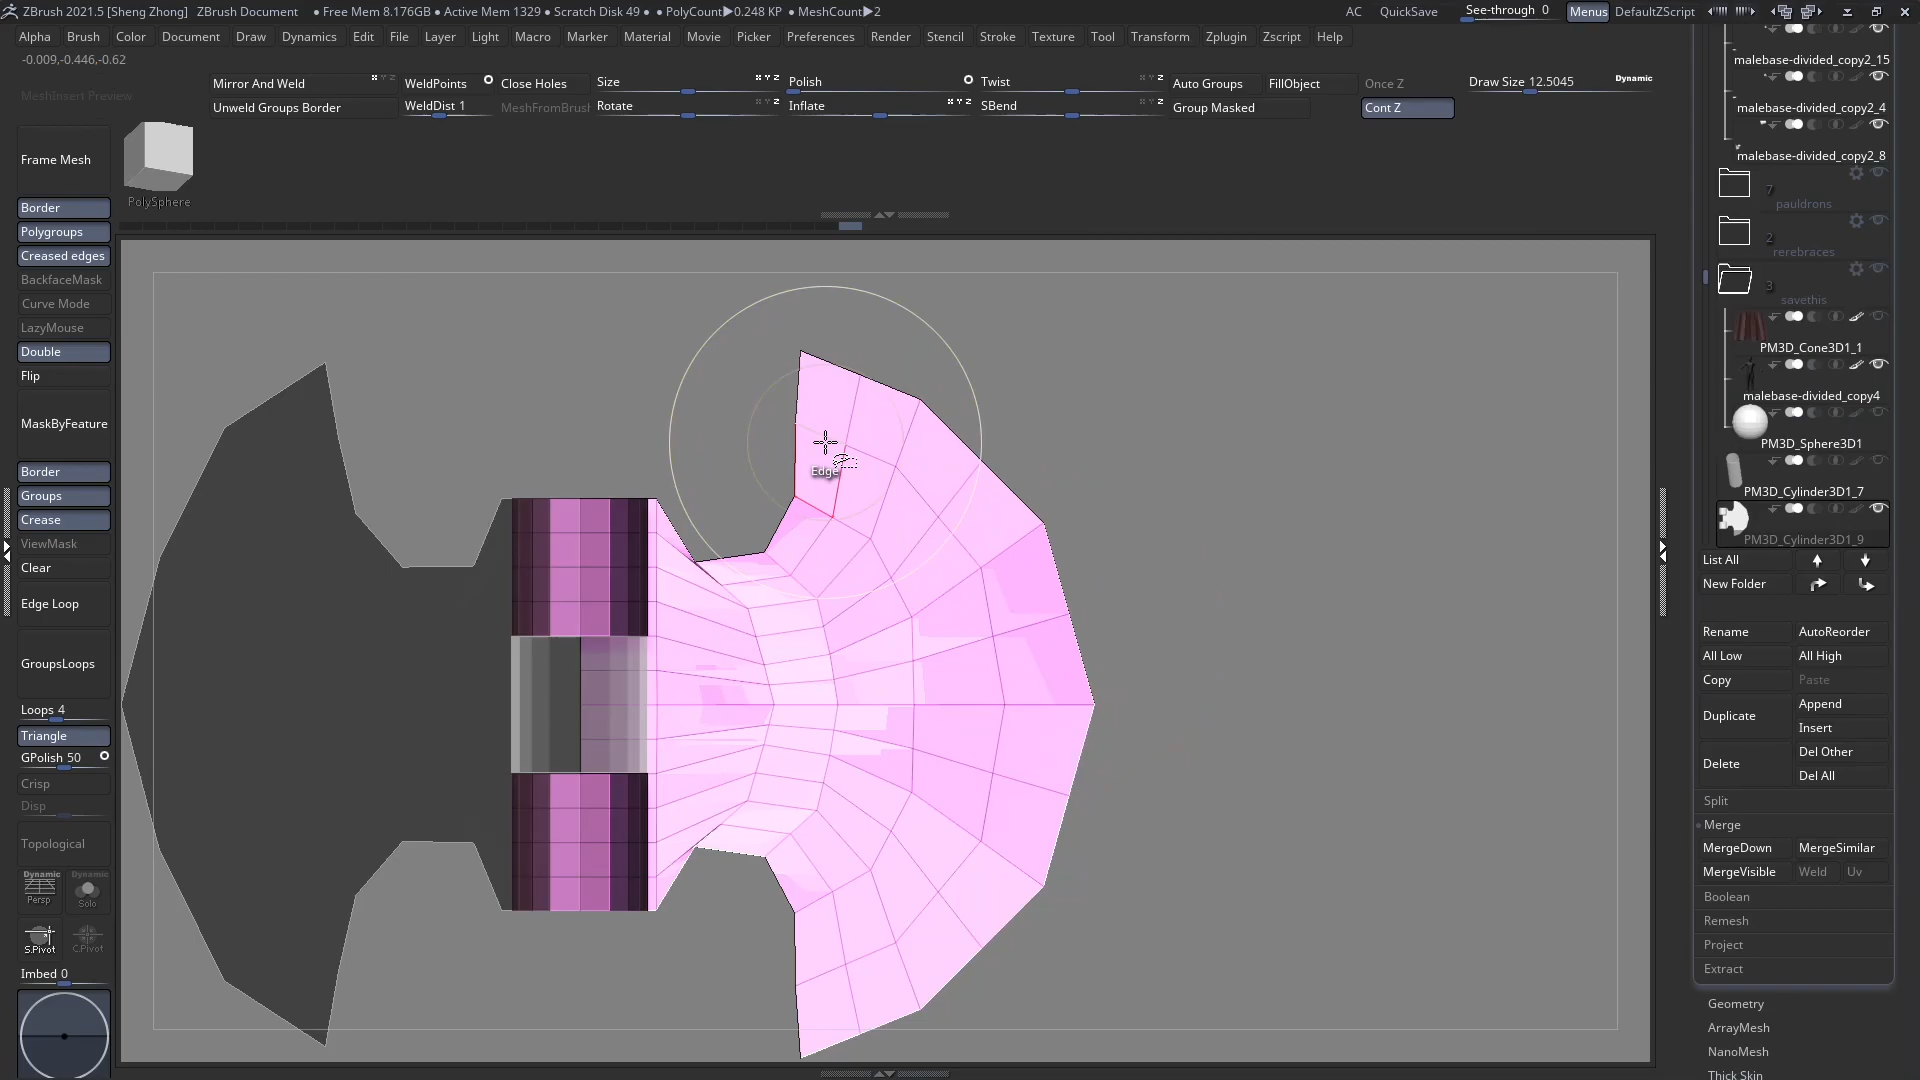 ZBrush 2021.5 [Sheng Zhong] ZBrush Document • Free Mem 8.176GB • Active Mem 1329 • Scratch Disk 49 • • PolyCount▶0.248 KP • MeshCount▶2 AC QuickSave See-through 0 Menus DefaultZScript
Alpha Brush Color Document Draw Dynamics Edit File Layer Light Macro Marker Material Movie Picker Preferences Render Stencil Stroke Texture Tool Transform Zplugin Zscript Help
-0.009,-0.446,-0.62
MeshInsert Preview
Mirror And Weld WeldPoints Close Holes Size Polish Twist Auto Groups FillObject Once Z Draw Size 12.5045 Dynamic
Unweld Groups Border WeldDist 1 MeshFromBrush Rotate Inflate SBend Group Masked Cont Z
Frame Mesh
PolySphere
Border
Polygroups
Creased edges
BackfaceMask
Curve Mode
LazyMouse
Double
Flip
MaskByFeature
Border
Groups
Crease
ViewMask
Clear
Edge Loop
GroupsLoops
Loops 4
Triangle
GPolish 50
Crisp
Disp
Topological
Dynamic Dynamic
Persp Solo
S.Pivot C.Pivot
Imbed 0
Edge
malebase-divided_copy2_15
malebase-divided_copy2_4
malebase-divided_copy2_8
7
pauldrons
2
rerebraces
3
savethis
PM3D_Cone3D1_1
malebase-divided_copy4
PM3D_Sphere3D1
PM3D_Cylinder3D1_7
PM3D_Cylinder3D1_9
List All
New Folder
Rename AutoReorder
All Low All High
Copy Paste
Duplicate Append
Insert
Delete Del Other
Del All
Split
Merge
MergeDown MergeSimilar
MergeVisible Weld Uv
Boolean
Remesh
Project
Extract
Geometry
ArrayMesh
NanoMesh
Thick Skin